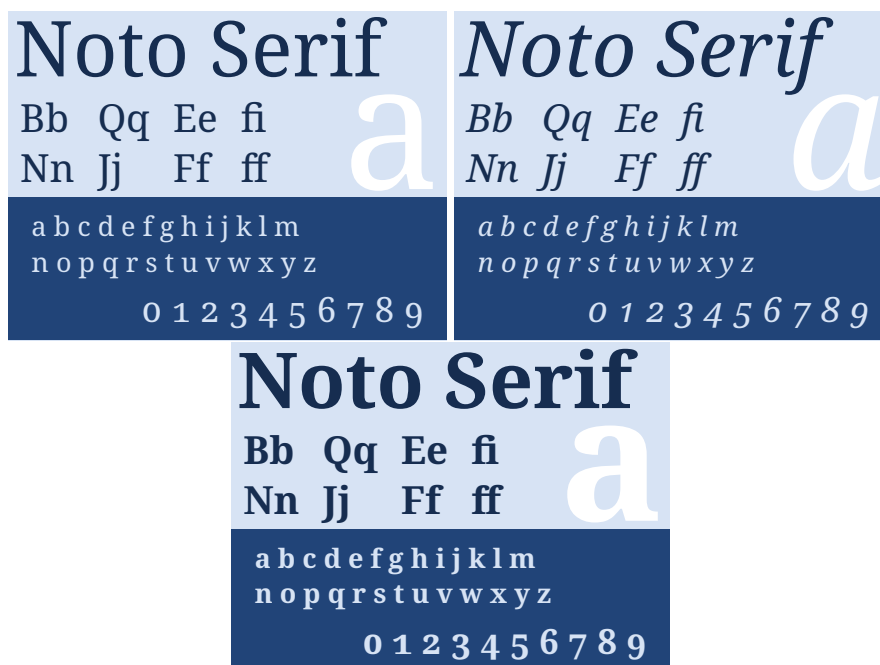 Noto Serif
Bb Qq Ee fi
a
Nn Jj Ff ff
a b c d e f g h i j k l m
n o p q r s t u v w x y z
0 1 2 3 4 5 6 7 8 9
Noto Serif
Bb Qq Ee fi
a
Nn Jj Ff ff
a b c d e f g h i j k l m
n o p q r s t u v w x y z
0 1 2 3 4 5 6 7 8 9
Noto Serif
Bb Qq Ee fi
a
Nn Jj Ff ff
a b c d e f g h i j k l m
n o p q r s t u v w x y z
0 1 2 3 4 5 6 7 8 9